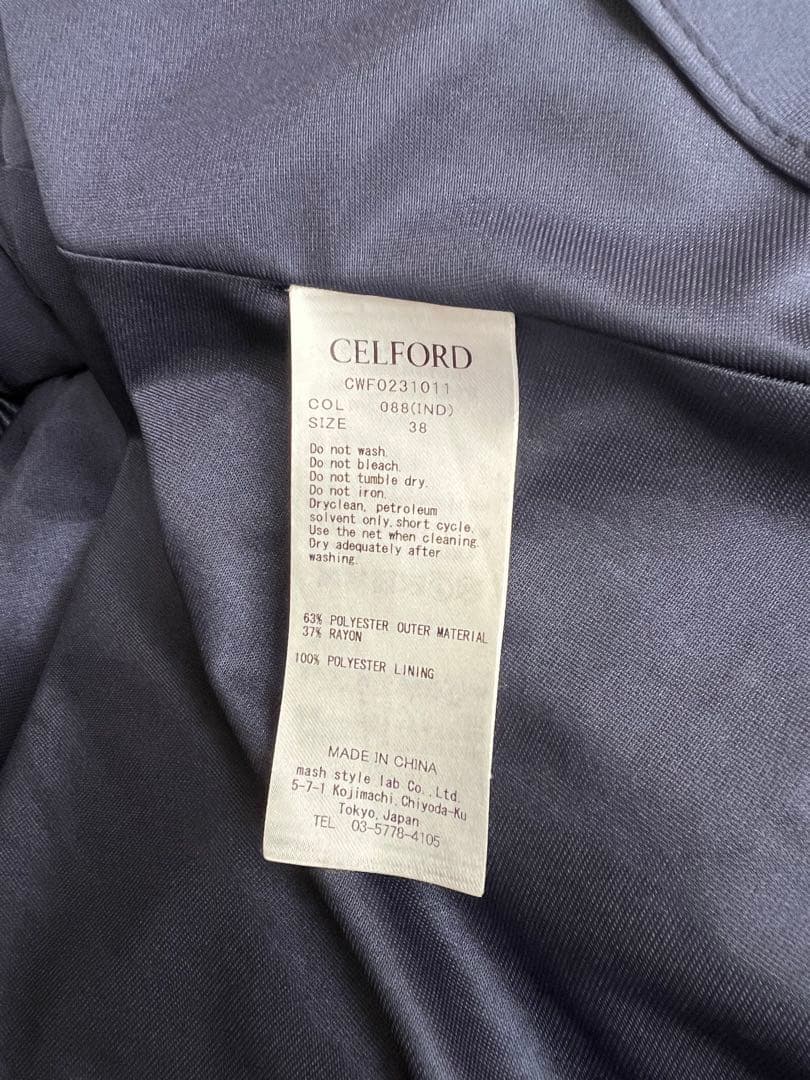 CELFORD
CWF0231011
COL 088(IND)
SIZE 38
Do not wash.
Do not bleach.
Do not tumble dry.
Do not iron.
Dryclean, petroleum
solvent only, short cycle.
Use the net when cleaning.
Dry adequately after
washing.
63% POLYESTER OUTER MATERIAL
37% RAYON
100% POLYESTER LINING
MADE IN CHINA
mash style lab Co.,Ltd.
5-7-1 Kojimachi,Chiyoda-Ku
Tokyo,Japan
TEL 03-5778-4105